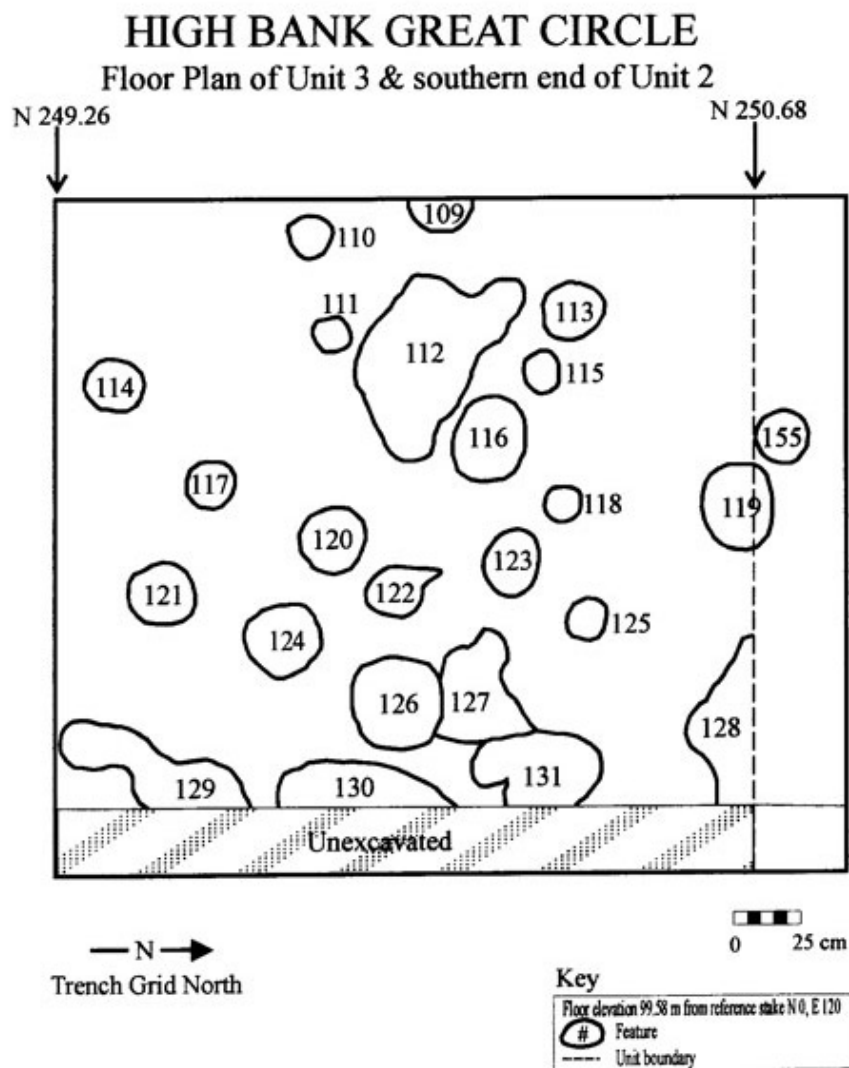 HIGH BANK GREAT CIRCLE
Floor Plan of Unit 3 & southern end of Unit 2
N 249.26
N 250.68
109
110
111
113
112
115
114
116
155
117
118
119
120
123
121
122
125
124
126
127
128
129
130
131
Unexcavated
N
Trench Grid North
0 25 cm
Key
Floor elevation 99.58 m from reference stake N 0, E 120
# Feature
Unit boundary